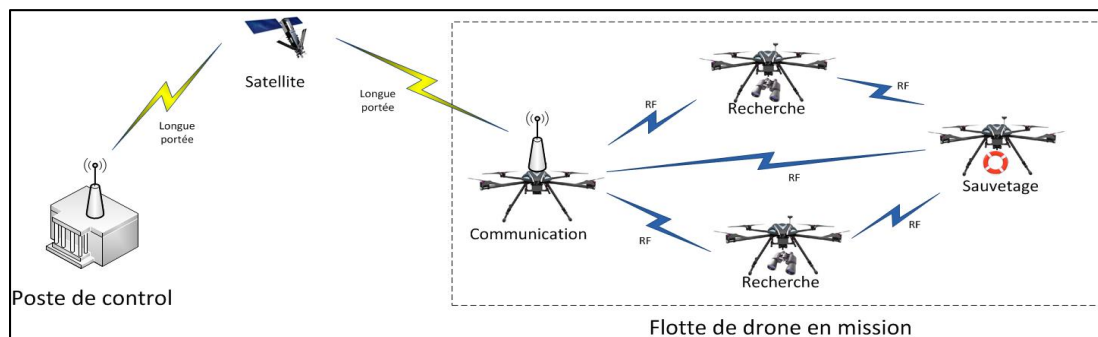 Satellite
Longue
portée
Longue
portée
Poste de control
RF
Recherche
RF
Communication
RF
Sauvetage
RF
Recherche
RF
Flotte de drone en mission